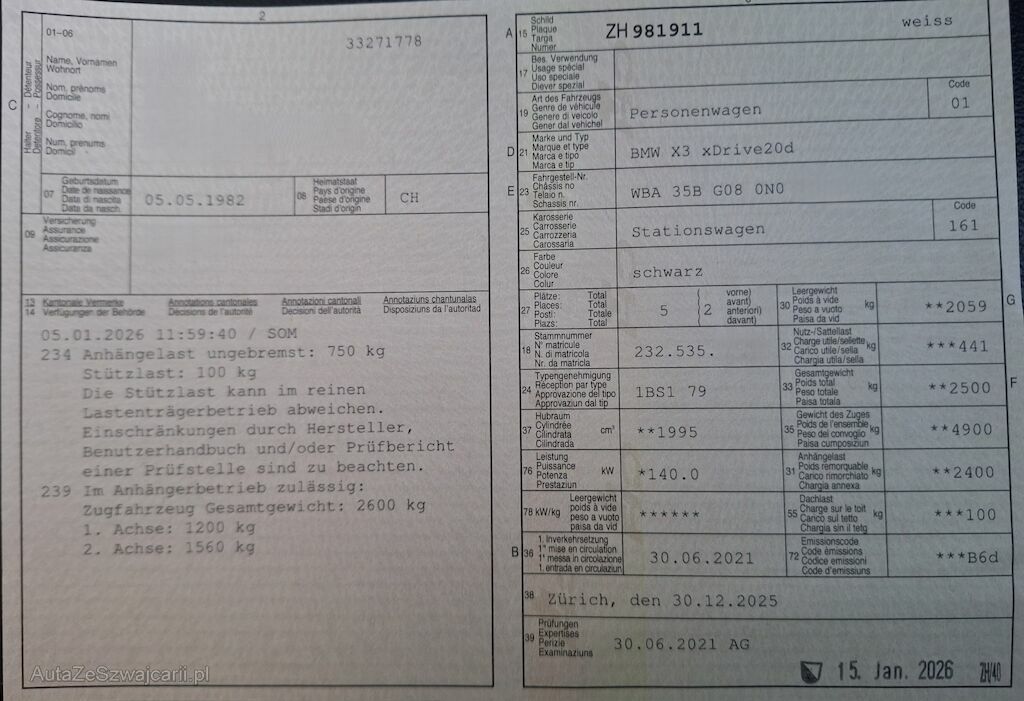 2
01-06
33271778
Halter - Détenteur
Detentore - Possessur
C
Name, Vornamen
Wohnort
Nom, prénoms
Domicile
Cognome, nomi
Domicilio
Num, prenums
Domicil
07
Geburtsdatum
Date de naissance
Data di nascita
Data da nasch.
05.05.1982
08
Heimatstaat
Pays d'origine
Paese d'origine
Stadi d'origin
CH
09
Versicherung
Assurance
Assicurazione
Assicuranza
13 Kantonale Vermerke Annotations cantonales Annotazioni cantonali Annotaziuns chantunalas
14 Verfügungen der Behörde Décisions de l'autorité Decisioni dell'autorità Disposiziuns da l'autoritad
05.01.2026 11:59:40 / SOM
234 Anhängelast ungebremst: 750 kg
Stützlast: 100 kg
Die Stützlast kann im reinen
Lastenträgerbetrieb abweichen.
Einschränkungen durch Hersteller,
Benutzerhandbuch und/oder Prüfbericht
einer Prüfstelle sind zu beachten.
239 Im Anhängerbetrieb zulässig:
Zugfahrzeug Gesamtgewicht: 2600 kg
1. Achse: 1200 kg
2. Achse: 1560 kg
AutaZeSzwajcarii.pl
A 15
Schild
Plaque
Targa
Numer
ZH 981911
weiss
17
Bes. Verwendung
Usage spécial
Uso speciale
Diever spezial
19
Art des Fahrzeugs
Genre de véhicule
Genere di veicolo
Gener dal vehichel
Personenwagen
Code
01
D 21
Marke und Typ
Marque et type
Marca e tipo
Marca e tip
BMW X3 xDrive20d
E 23
Fahrgestell-Nr.
Châssis no
Telaio n.
Schassis nr.
WBA 35B G08 0N0
25
Karosserie
Carrosserie
Carrozzeria
Carossaria
Stationswagen
Code
161
26
Farbe
Couleur
Colore
Colur
schwarz
27
Plätze: Total
Places: Total
Posti: Totale
Plazs: Total
5
( 2
vorne)
avant)
anteriori)
davant)
G
30
Leergewicht
Poids à vide
Peso a vuoto
Paisa da vid
kg
**2059
18
Stammnummer
N° matricule
N. di matricola
Nr. da matricla
232.535.
32
Nutz-/Sattellast
Charge utile/sellette
Carico utile/sella
Chargia utila/sella
kg
***441
24
Typengenehmigung
Réception par type
Approvazione del tipo
Approvaziun dal tip
1BS1 79
F
33
Gesamtgewicht
Poids total
Peso totale
Paisa totala
kg
**2500
37
Hubraum
Cylindrée
Cilindrata
Cilindrada
cm³
**1995
35
Gewicht des Zuges
Poids de l'ensemble
Peso del convoglio
Paisa cumposiziun
kg
**4900
76
Leistung
Puissance
Potenza
Prestaziun
kW
*140.0
31
Anhängelast
Poids remorquable
Carico rimorchiato
Chargia annexa
kg
**2400
78 kW/kg
Leergewicht
poids à vide
peso a vuoto
paisa da vid
******
55
Dachlast
Charge sur le toit
Carico sul tetto
Chargia sin il tetg
kg
***100
B 36
1. Inverkehrsetzung
1re mise en circulation
1a messa in circolazione
1. entrada en circulaziun
30.06.2021
72
Emissionscode
Code émissions
Codice emissioni
Code d'emissiuns
***B6d
38
Zürich, den 30.12.2025
39
Prüfungen
Expertises
Perizie
Examinaziuns
30.06.2021 AG
15. Jan. 2026
ZH/40